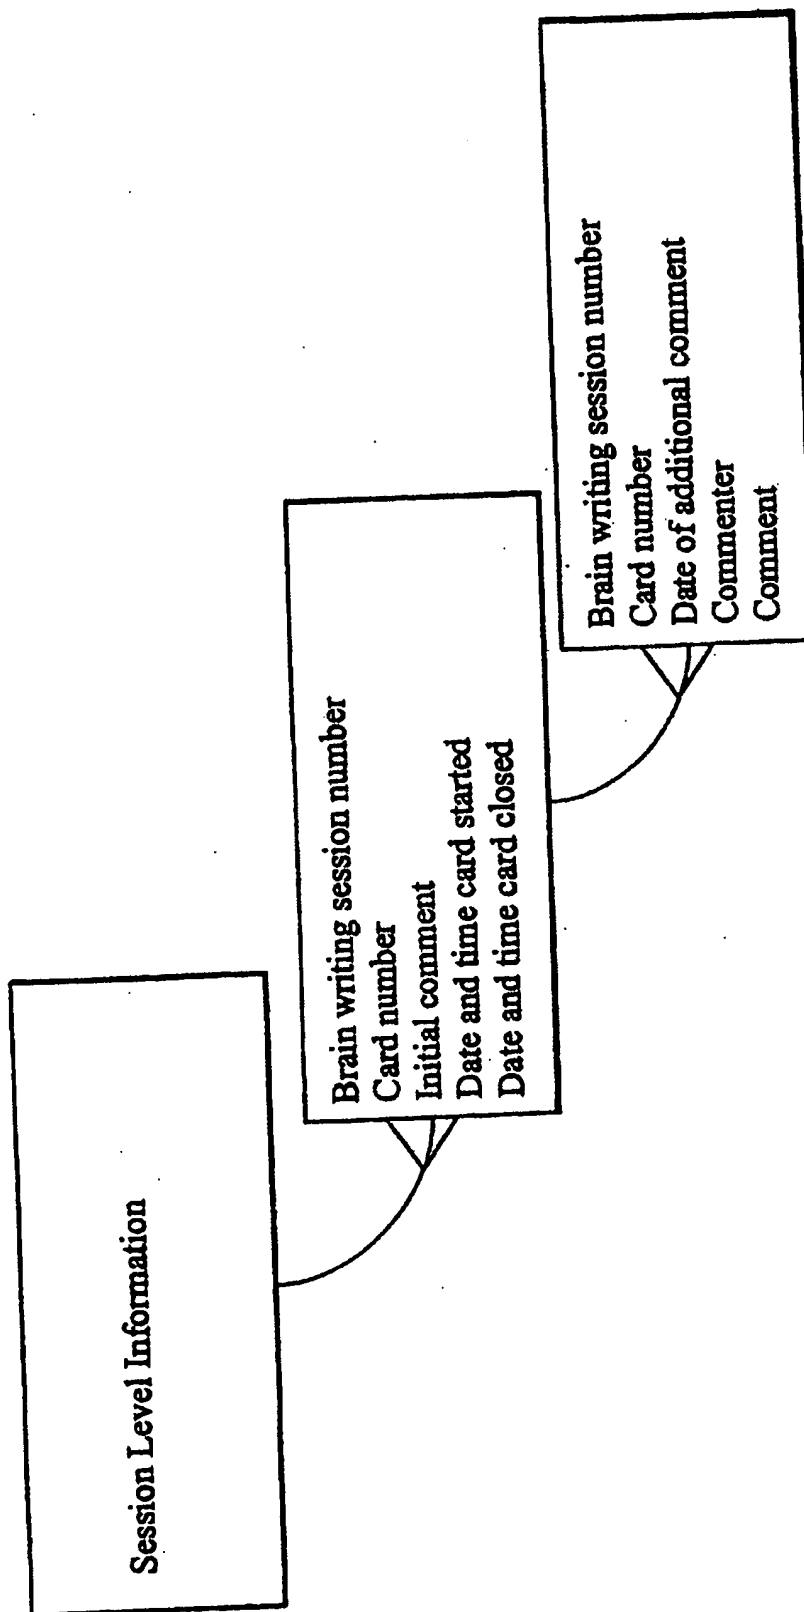 Session Level Information
Brain writing session number
Card number
Initial comment
Date and time card started
Date and time card closed
Brain writing session number
Card number
Date of additional comment
Commenter
Comment